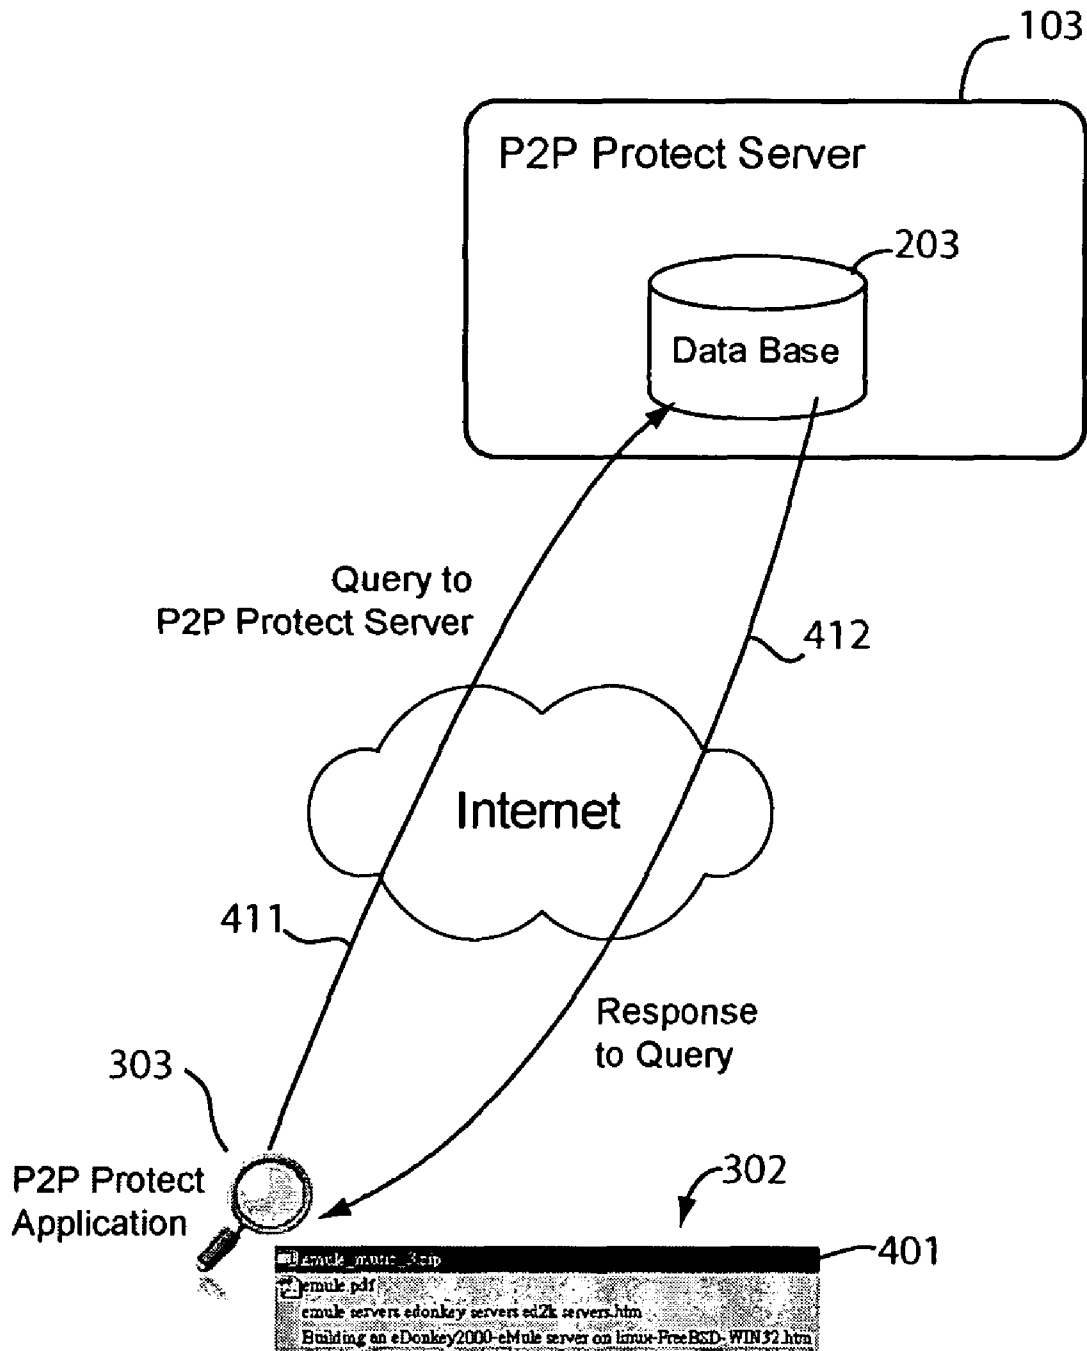 103
P2P Protect Server
203
Data Base
Query to
P2P Protect Server
412
Internet
411
Response
to Query
303
P2P Protect
Application
302
401
emule.pdf
emule servers edonkey servers ed2k servers.htm
Building an eDonkey2000-eMule server on linux-FreeBSD-WIN32.htm